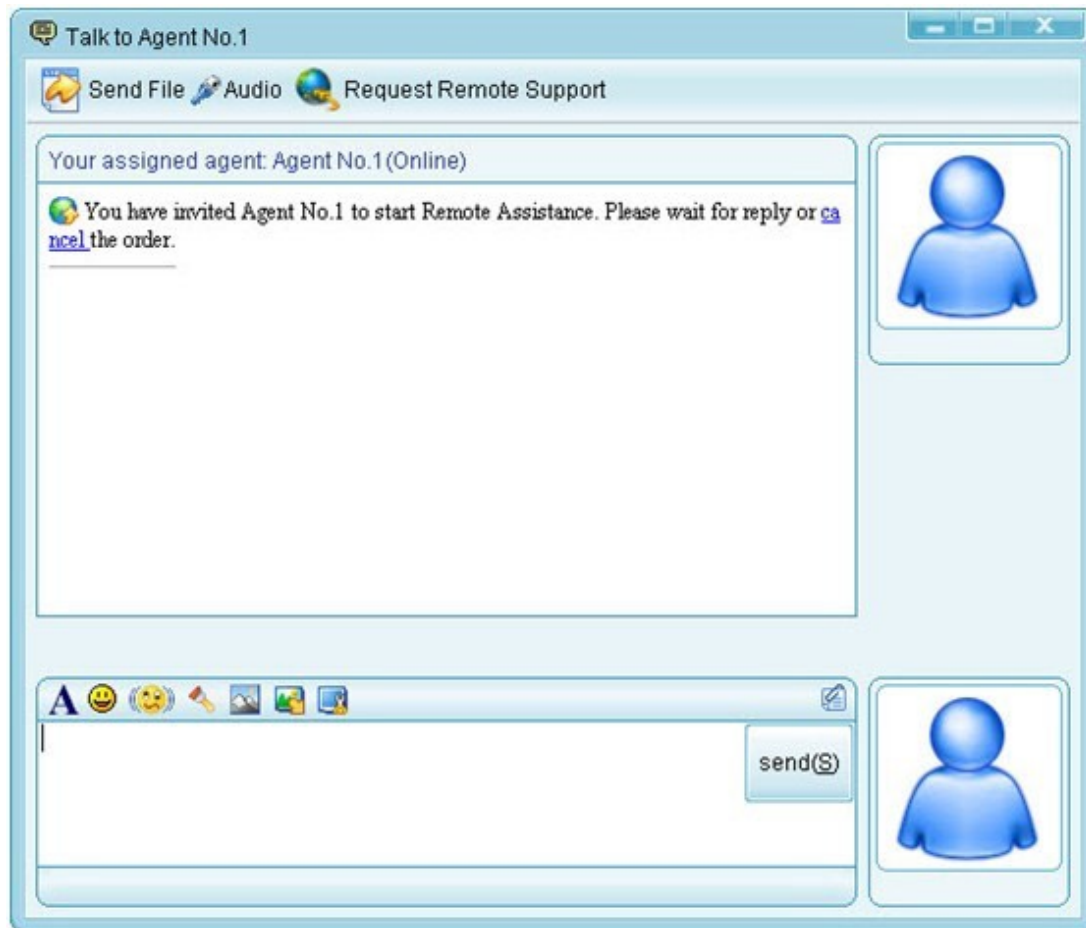 Talk to Agent No.1
Send File Audio Request Remote Support
Your assigned agent: Agent No.1(Online)
You have invited Agent No.1 to start Remote Assistance. Please wait for reply or ca
ncel the order.
A
send(S)